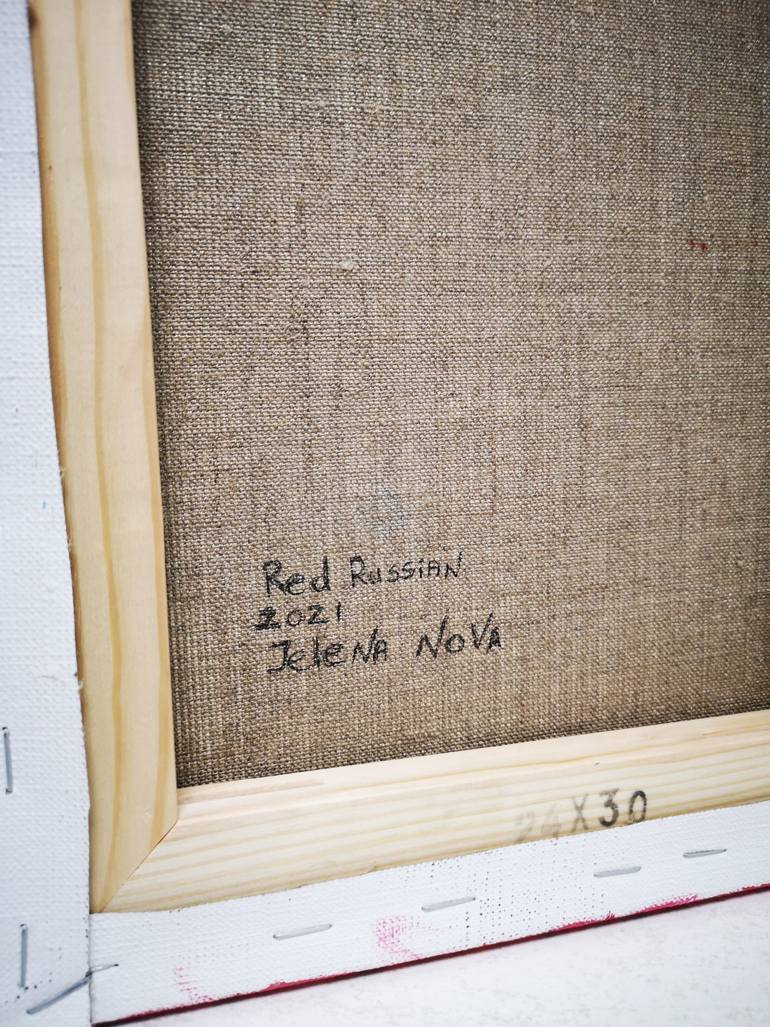 Red Russian
2021
Jelena Nova
24X30